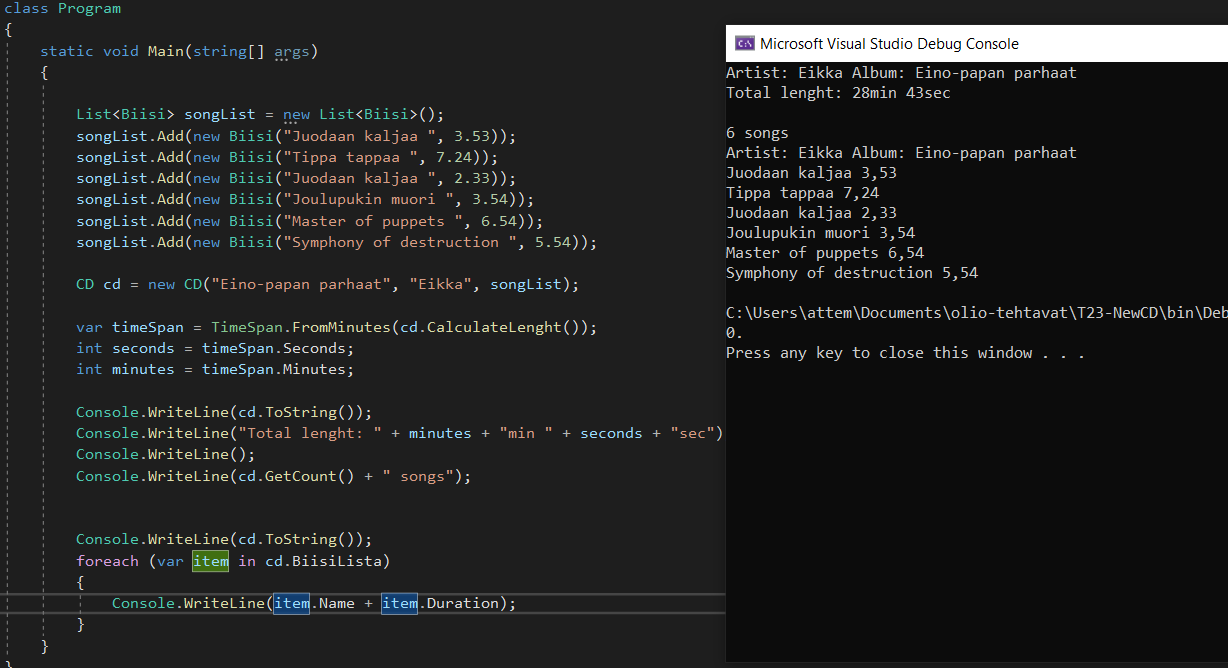 class Program
{
static void Main(string[] args)
{
List<Biisi> songList = new List<Biisi>();
songList.Add(new Biisi("Juodaan kaljaa ", 3.53));
songList.Add(new Biisi("Tippa tappaa ", 7.24));
songList.Add(new Biisi("Juodaan kaljaa ", 2.33));
songList.Add(new Biisi("Joulupukin muori ", 3.54));
songList.Add(new Biisi("Master of puppets ", 6.54));
songList.Add(new Biisi("Symphony of destruction ", 5.54));
CD cd = new CD("Eino-papan parhaat", "Eikka", songList);
var timeSpan = TimeSpan.FromMinutes(cd.CalculateLenght());
int seconds = timeSpan.Seconds;
int minutes = timeSpan.Minutes;
Console.WriteLine(cd.ToString());
Console.WriteLine("Total lenght: " + minutes + "min " + seconds + "sec")
Console.WriteLine();
Console.WriteLine(cd.GetCount() + " songs");
Console.WriteLine(cd.ToString());
foreach (var item in cd.BiisiLista)
{
Console.WriteLine(item.Name + item.Duration);
}
}
}
Microsoft Visual Studio Debug Console
Artist: Eikka Album: Eino-papan parhaat
Total lenght: 28min 43sec
6 songs
Artist: Eikka Album: Eino-papan parhaat
Juodaan kaljaa 3,53
Tippa tappaa 7,24
Juodaan kaljaa 2,33
Joulupukin muori 3,54
Master of puppets 6,54
Symphony of destruction 5,54
C:\Users\attem\Documents\olio-tehtavat\T23-NewCD\bin\Deb
0.
Press any key to close this window . . .